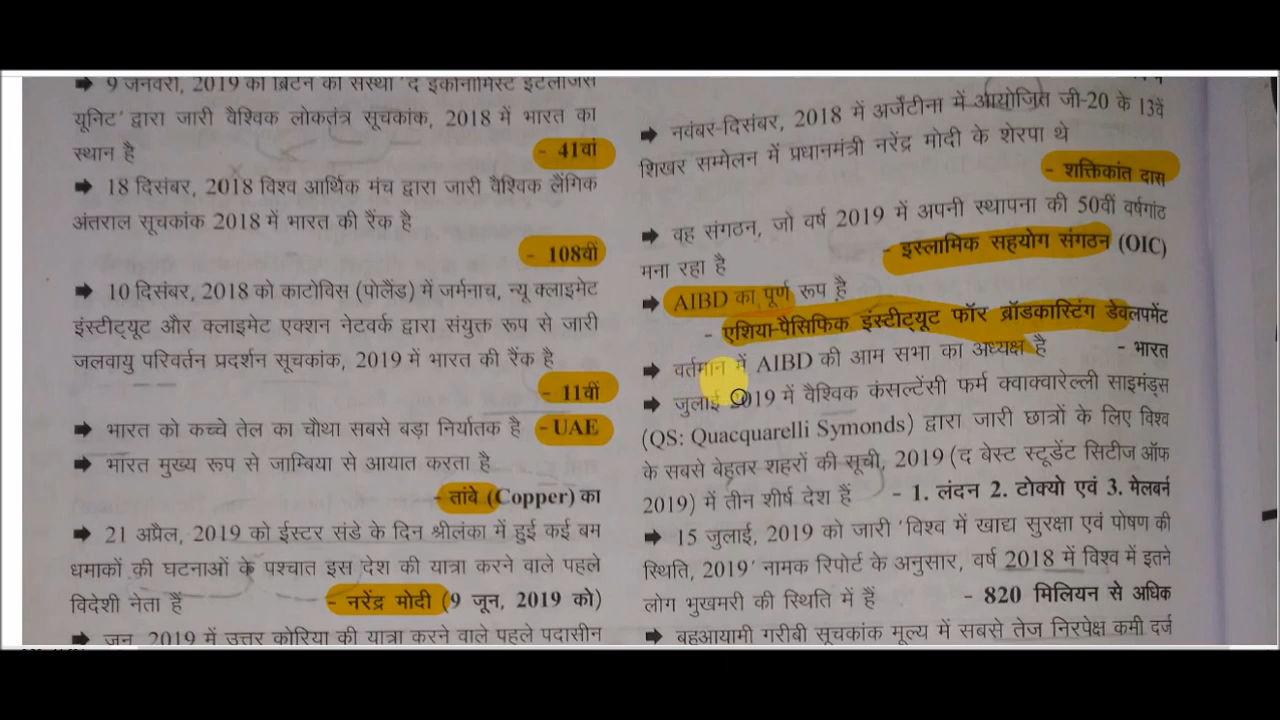 ➡ 9 जनवरी, 2019 को ब्रिटेन की संस्था 'द इकोनॉमिस्ट इंटेलिजेंस
यूनिट' द्वारा जारी वैश्विक लोकतंत्र सूचकांक, 2018 में भारत का
स्थान है - 41वां
➡ 18 दिसंबर, 2018 विश्व आर्थिक मंच द्वारा जारी वैश्विक लैंगिक
अंतराल सूचकांक 2018 में भारत की रैंक है
- 108वीं
➡ 10 दिसंबर, 2018 को काटोविस (पोलैंड) में जर्मनाच, न्यू क्लाइमेट
इंस्टीट्यूट और क्लाइमेट एक्शन नेटवर्क द्वारा संयुक्त रूप से जारी
जलवायु परिवर्तन प्रदर्शन सूचकांक, 2019 में भारत की रैंक है
- 11वीं
➡ भारत को कच्चे तेल का चौथा सबसे बड़ा निर्यातक है - UAE
➡ भारत मुख्य रूप से जाम्बिया से आयात करता है
- तांबे (Copper) का
➡ 21 अप्रैल, 2019 को ईस्टर संडे के दिन श्रीलंका में हुई कई बम
धमाकों की घटनाओं के पश्चात इस देश की यात्रा करने वाले पहले
विदेशी नेता हैं - नरेंद्र मोदी (9 जून, 2019 को)
➡ जून, 2019 में उत्तर कोरिया की यात्रा करने वाले पहले पदासीन
➡ नवंबर-दिसंबर, 2018 में अर्जेंटीना में आयोजित जी-20 के 13वें
शिखर सम्मेलन में प्रधानमंत्री नरेंद्र मोदी के शेरपा थे
- शक्तिकांत दास
➡ वह संगठन, जो वर्ष 2019 में अपनी स्थापना की 50वीं वर्षगांठ
मना रहा है - इस्लामिक सहयोग संगठन (OIC)
➡ AIBD का पूर्ण रूप है
- एशिया-पैसिफिक इंस्टीट्यूट फॉर ब्रॉडकास्टिंग डेवलपमेंट
➡ वर्तमान में AIBD की आम सभा का अध्यक्ष है - भारत
➡ जुलाई 2019 में वैश्विक कंसल्टेंसी फर्म क्वाक्वारेल्ली साइमंड्स
(QS: Quacquarelli Symonds) द्वारा जारी छात्रों के लिए विश्व
के सबसे बेहतर शहरों की सूची, 2019 (द बेस्ट स्टूडेंट सिटीज ऑफ
2019) में तीन शीर्ष देश हैं - 1. लंदन 2. टोक्यो एवं 3. मेलबर्न
➡ 15 जुलाई, 2019 को जारी 'विश्व में खाद्य सुरक्षा एवं पोषण की
स्थिति, 2019' नामक रिपोर्ट के अनुसार, वर्ष 2018 में विश्व में इतने
लोग भुखमरी की स्थिति में हैं - 820 मिलियन से अधिक
➡ बहुआयामी गरीबी सूचकांक मूल्य में सबसे तेज निरपेक्ष कमी दर्ज